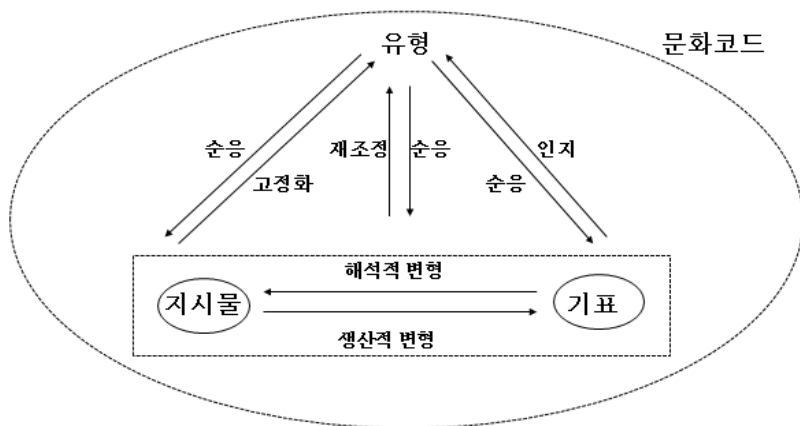 유형
문화코드
순응
고정화
재조정
순응
인지
순응
해석적 변형
지시물
기표
생산적 변형